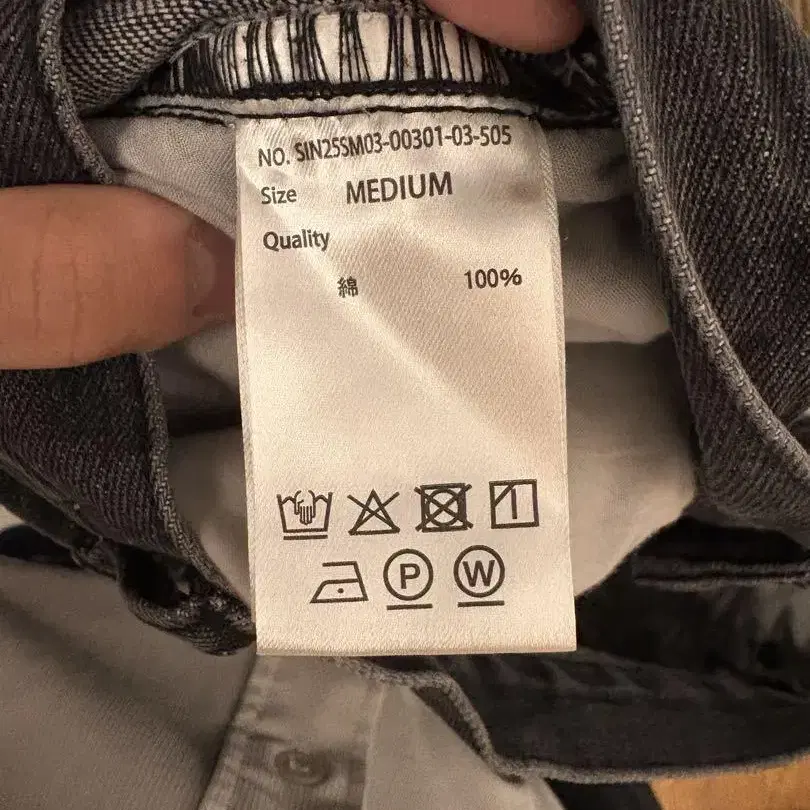 NO. SIN25SM03-00301-03-505
Size MEDIUM
Quality
綿 100%
P W